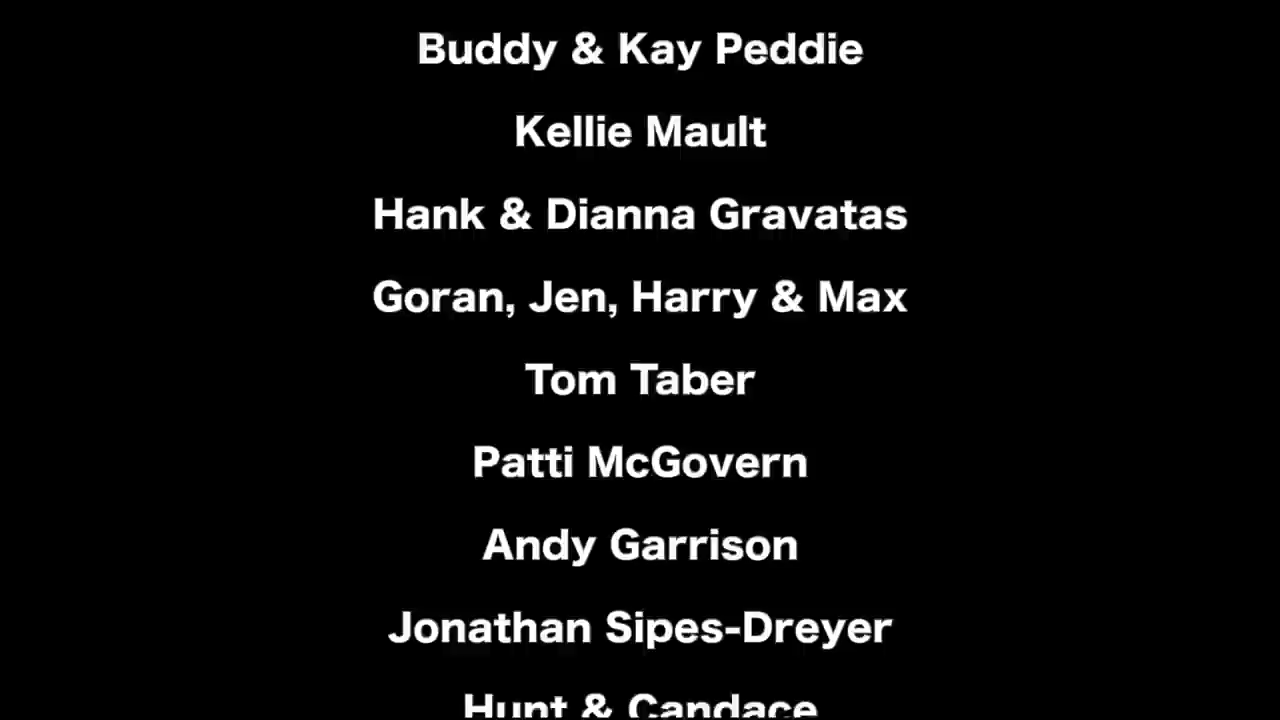 Buddy & Kay Peddie
Kellie Mault
Hank & Dianna Gravatas
Goran, Jen, Harry & Max
Tom Taber
Patti McGovern
Andy Garrison
Jonathan Sipes-Dreyer
Hunt & Candace